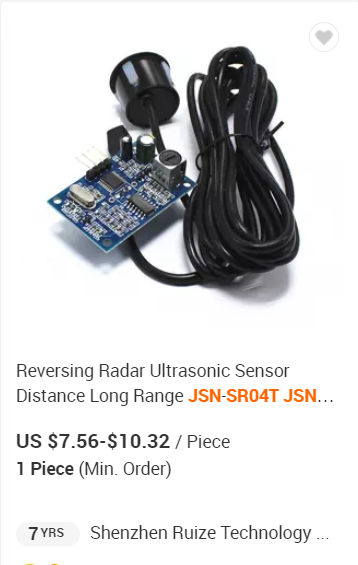 Reversing Radar Ultrasonic Sensor
Distance Long Range JSN-SR04T JSN...
US $7.56-$10.32 / Piece
1 Piece (Min. Order)
7 YRS Shenzhen Ruize Technology ...